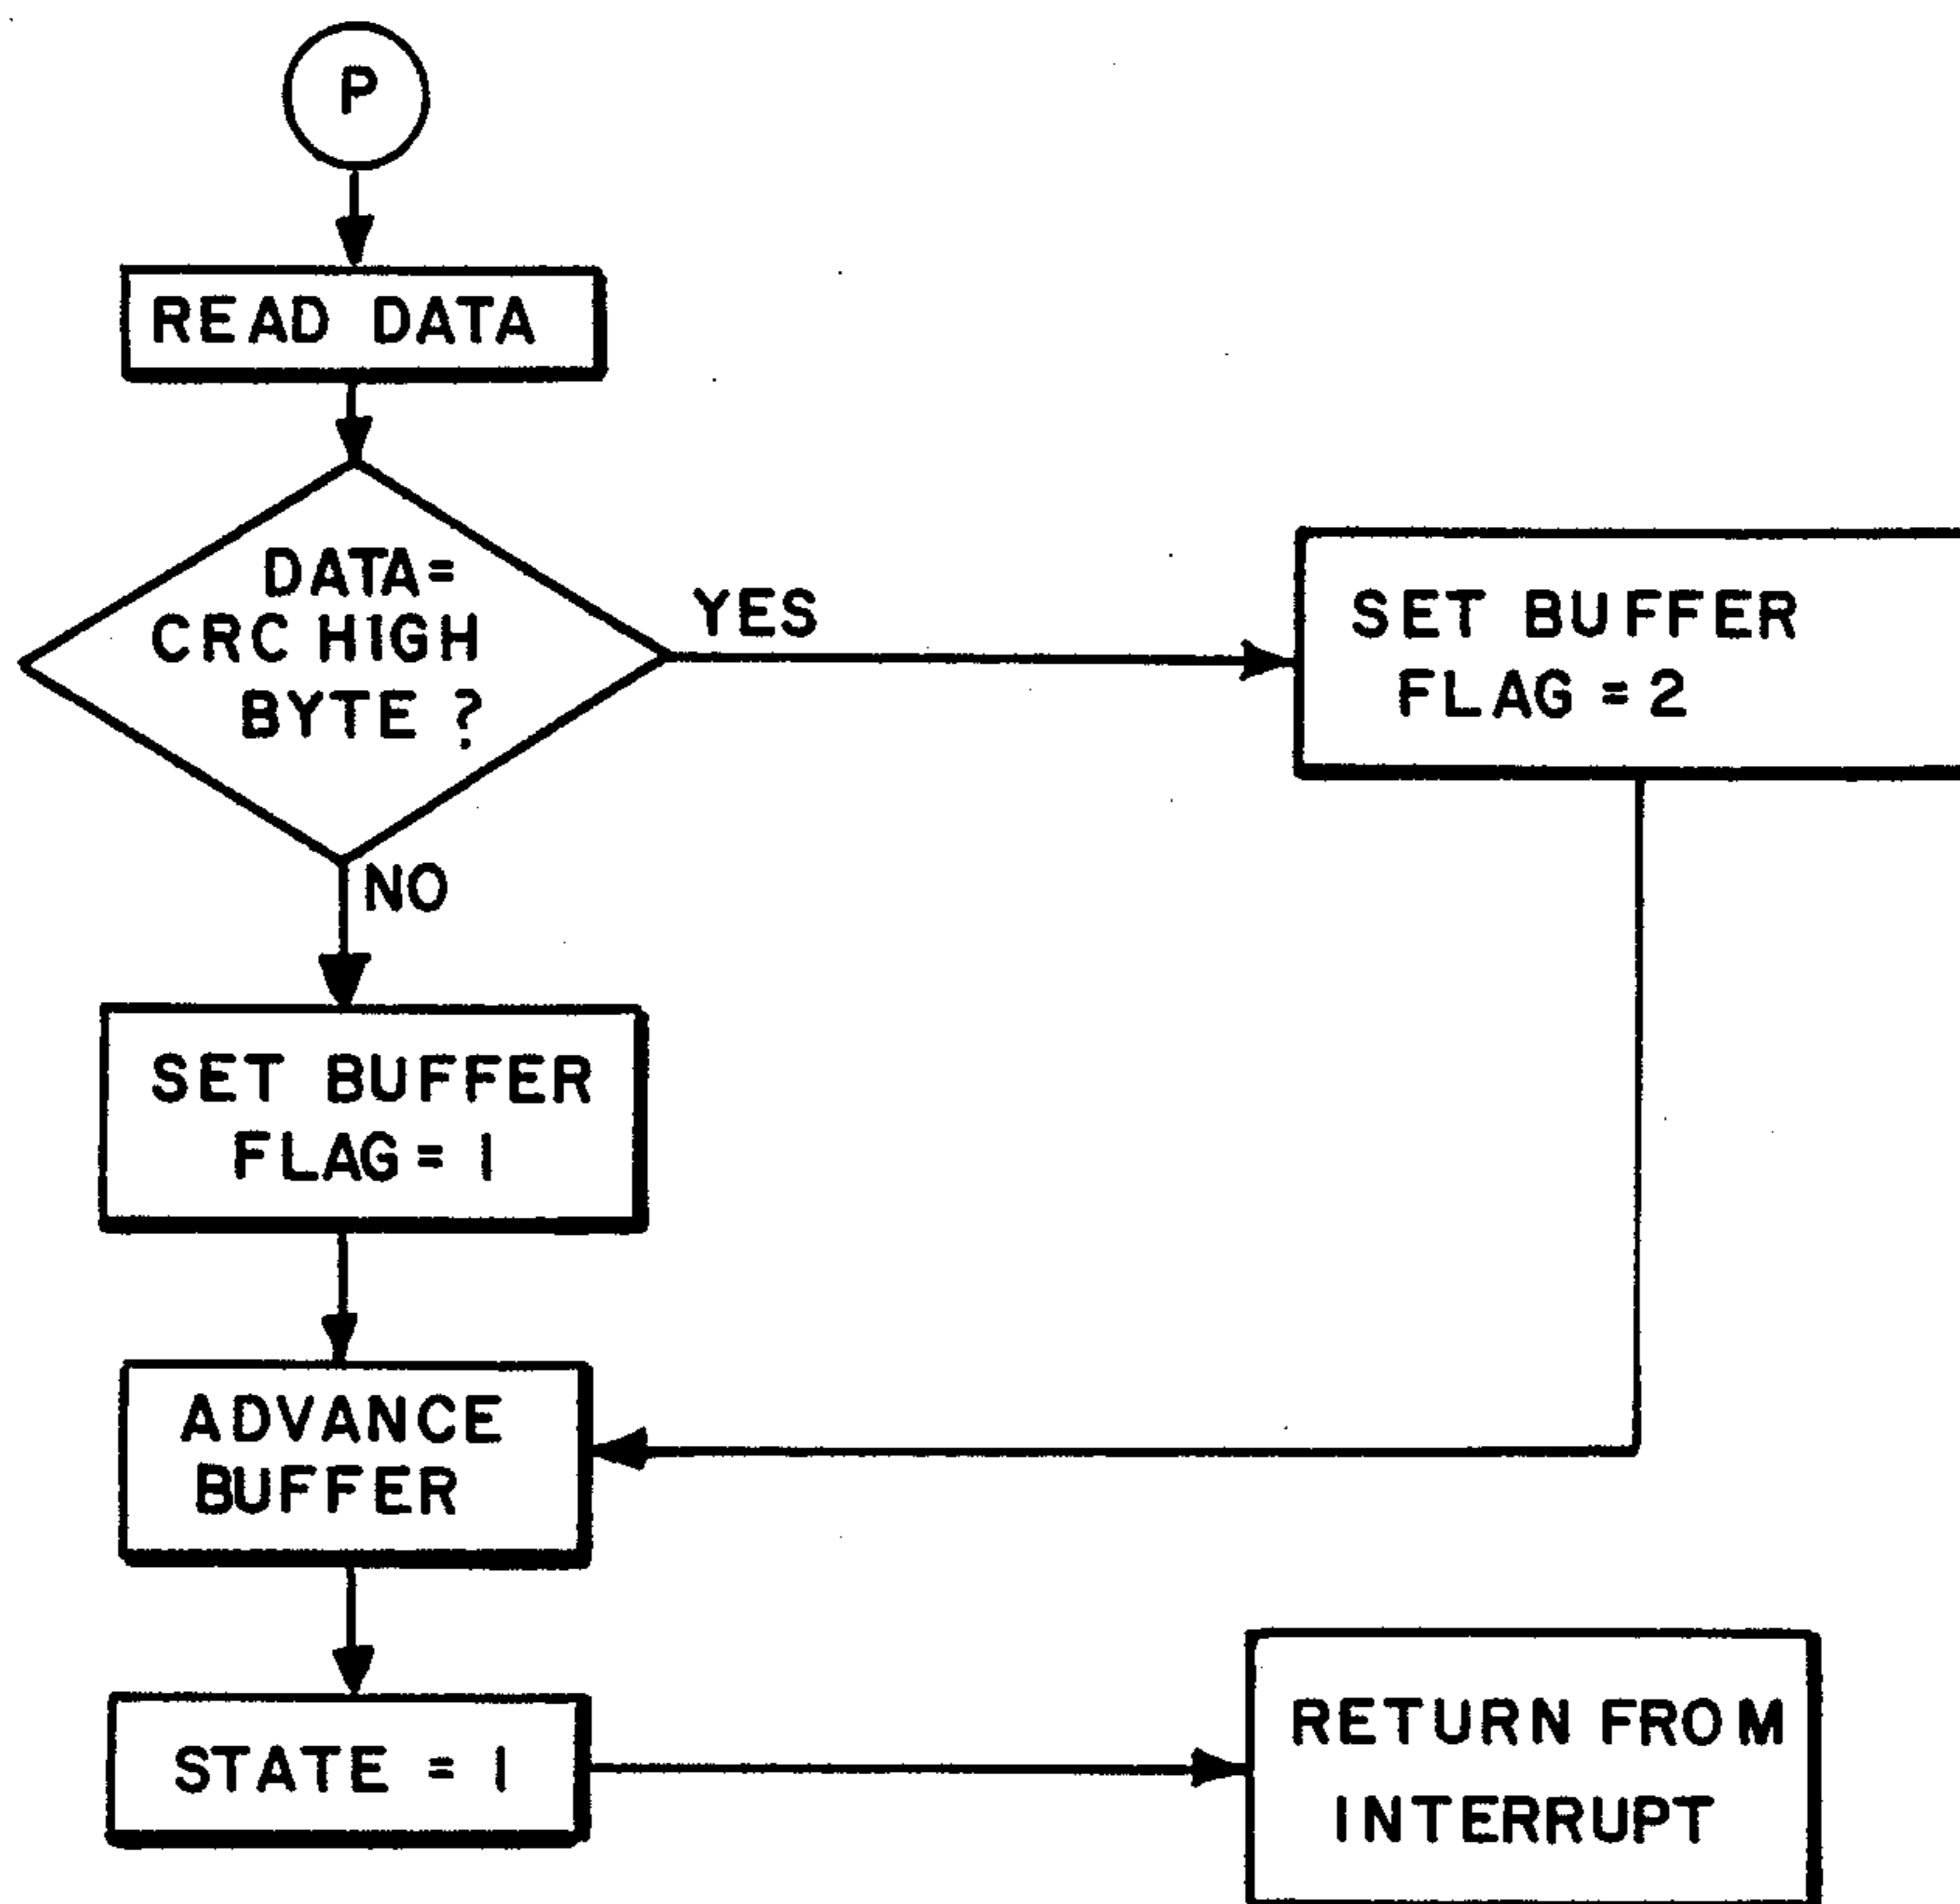 P
READ DATA
DATA=
CRC HIGH
BYTE ?
YES
SET BUFFER
FLAG = 2
NO
SET BUFFER
FLAG = 1
ADVANCE
BUFFER
STATE = 1
RETURN FROM
INTERRUPT